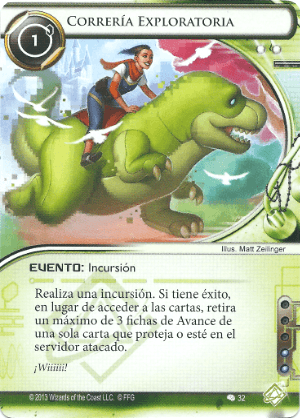 Correría Exploratoria
1
Illus. Matt Zeilinger
EVENTO: Incursión
Realiza una incursión. Si tiene éxito,
en lugar de acceder a las cartas, retira
un máximo de 3 fichas de Avance de
una sola carta que proteja o esté en el
servidor atacado.
¡Wiiiiii!
© 2013 Wizards of the Coast LLC. © FFG
32